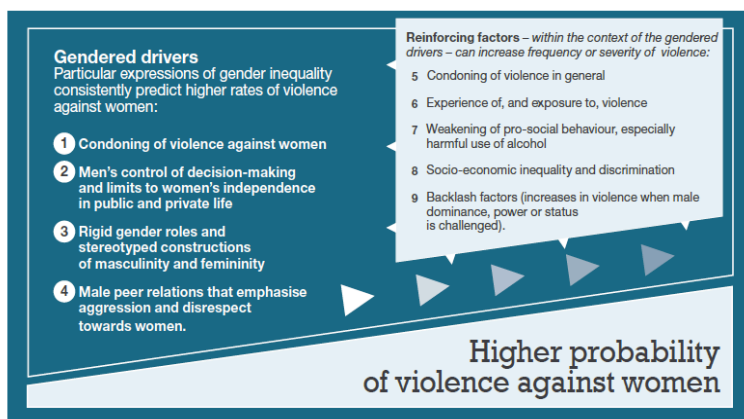 Gendered drivers
Particular expressions of gender inequality
consistently predict higher rates of violence
against women:
1 Condoning of violence against women
2 Men's control of decision-making
and limits to women's independence
in public and private life
3 Rigid gender roles and
stereotyped constructions
of masculinity and femininity
4 Male peer relations that emphasise
aggression and disrespect
towards women.
Reinforcing factors – within the context of the gendered
drivers – can increase frequency or severity of violence:
5 Condoning of violence in general
6 Experience of, and exposure to, violence
7 Weakening of pro-social behaviour, especially
harmful use of alcohol
8 Socio-economic inequality and discrimination
9 Backlash factors (increases in violence when male
dominance, power or status
is challenged).
Higher probability
of violence against women